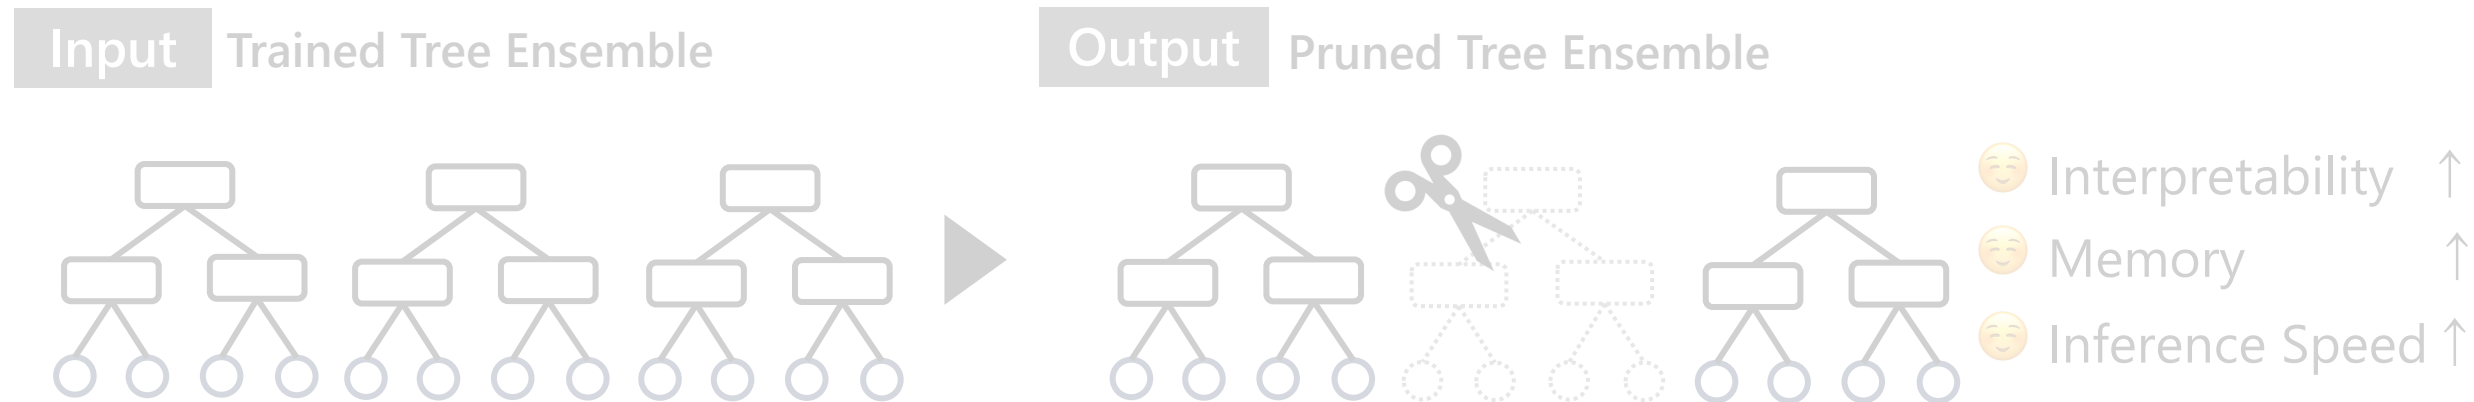 Input Trained Tree Ensemble
Output Pruned Tree Ensemble
Interpretability ↑
Memory ↑
Inference Speed ↑